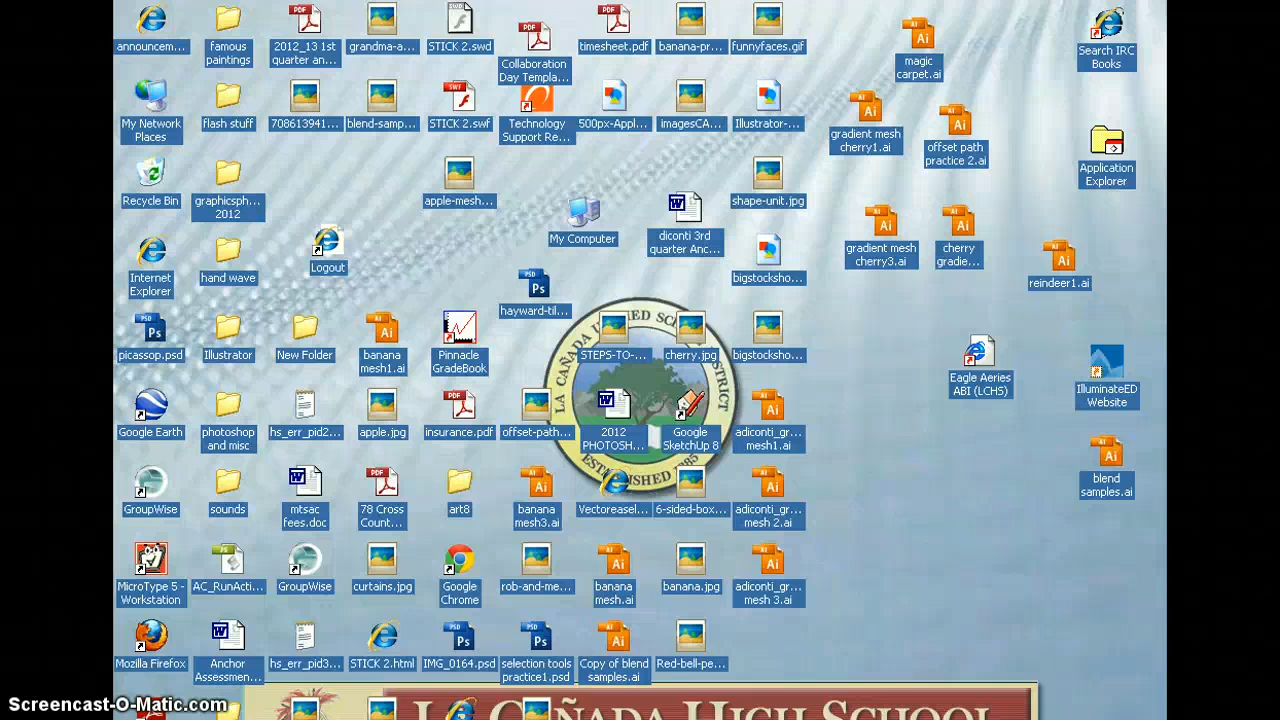 announcem...
famous
paintings
2012_13 1st
quarter an...
grandma-a...
STICK 2.swd
Collaboration
Day Templa...
timesheet.pdf
banana-pr...
funnyfaces.gif
magic
carpet.ai
Search IRC
Books
My Network
Places
flash stuff
708613941...
blend-samp...
STICK 2.swf
Technology
Support Re...
500px-Appl...
imagesCA...
Illustrator-...
gradient mesh
cherry1.ai
offset path
practice 2.ai
Application
Explorer
Recycle Bin
graphicsph...
2012
apple-mesh...
My Computer
diconti 3rd
quarter Anc...
shape-unit.jpg
gradient mesh
cherry3.ai
cherry
gradie...
reindeer1.ai
Internet
Explorer
hand wave
Logout
hayward-til...
bigstocksho...
picassop.psd
Illustrator
New Folder
banana
mesh1.ai
Pinnacle
GradeBook
STEPS-TO-...
cherry.jpg
bigstocksho...
Eagle Aeries
ABI (LCHS)
IlluminateED
Website
Google Earth
photoshop
and misc
hs_err_pid2...
apple.jpg
insurance.pdf
offset-path...
2012
PHOTOSH...
Google
SketchUp 8
adiconti_gr...
mesh1.ai
blend
samples.ai
GroupWise
sounds
mtsac
fees.doc
78 Cross
Count...
art8
banana
mesh3.ai
Vectoreasel...
6-sided-box...
adiconti_gr...
mesh 2.ai
MicroType 5 -
Workstation
AC_RunActi...
GroupWise
curtains.jpg
Google
Chrome
rob-and-me...
banana
mesh.ai
banana.jpg
adiconti_gr...
mesh 3.ai
Mozilla Firefox
Anchor
Assessmen...
hs_err_pid3...
STICK 2.html
IMG_0164.psd
selection tools
practice1.psd
Copy of blend
samples.ai
Red-bell-pe...
LA CAÑADA HIGH SCHOOL
Screencast-O-Matic.com